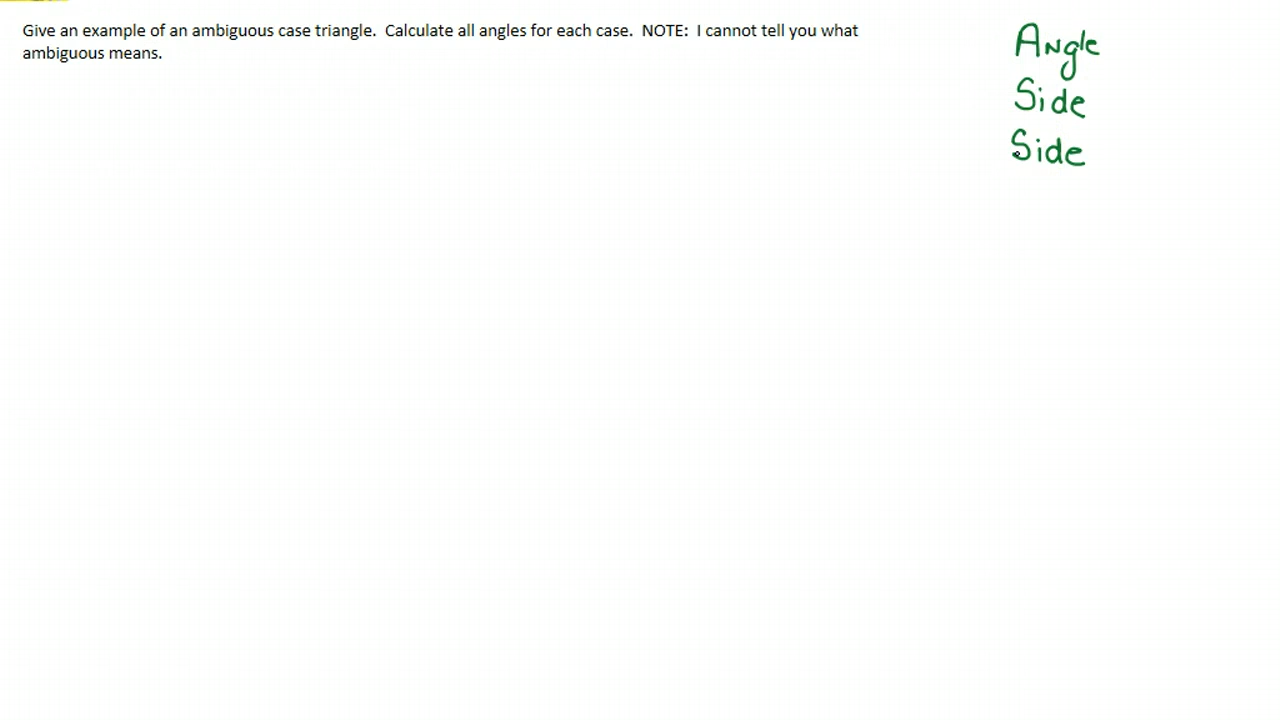 Give an example of an ambiguous case triangle.  Calculate all angles for each case.  NOTE:  I cannot tell you what
ambiguous means.
Angle
Side
Side